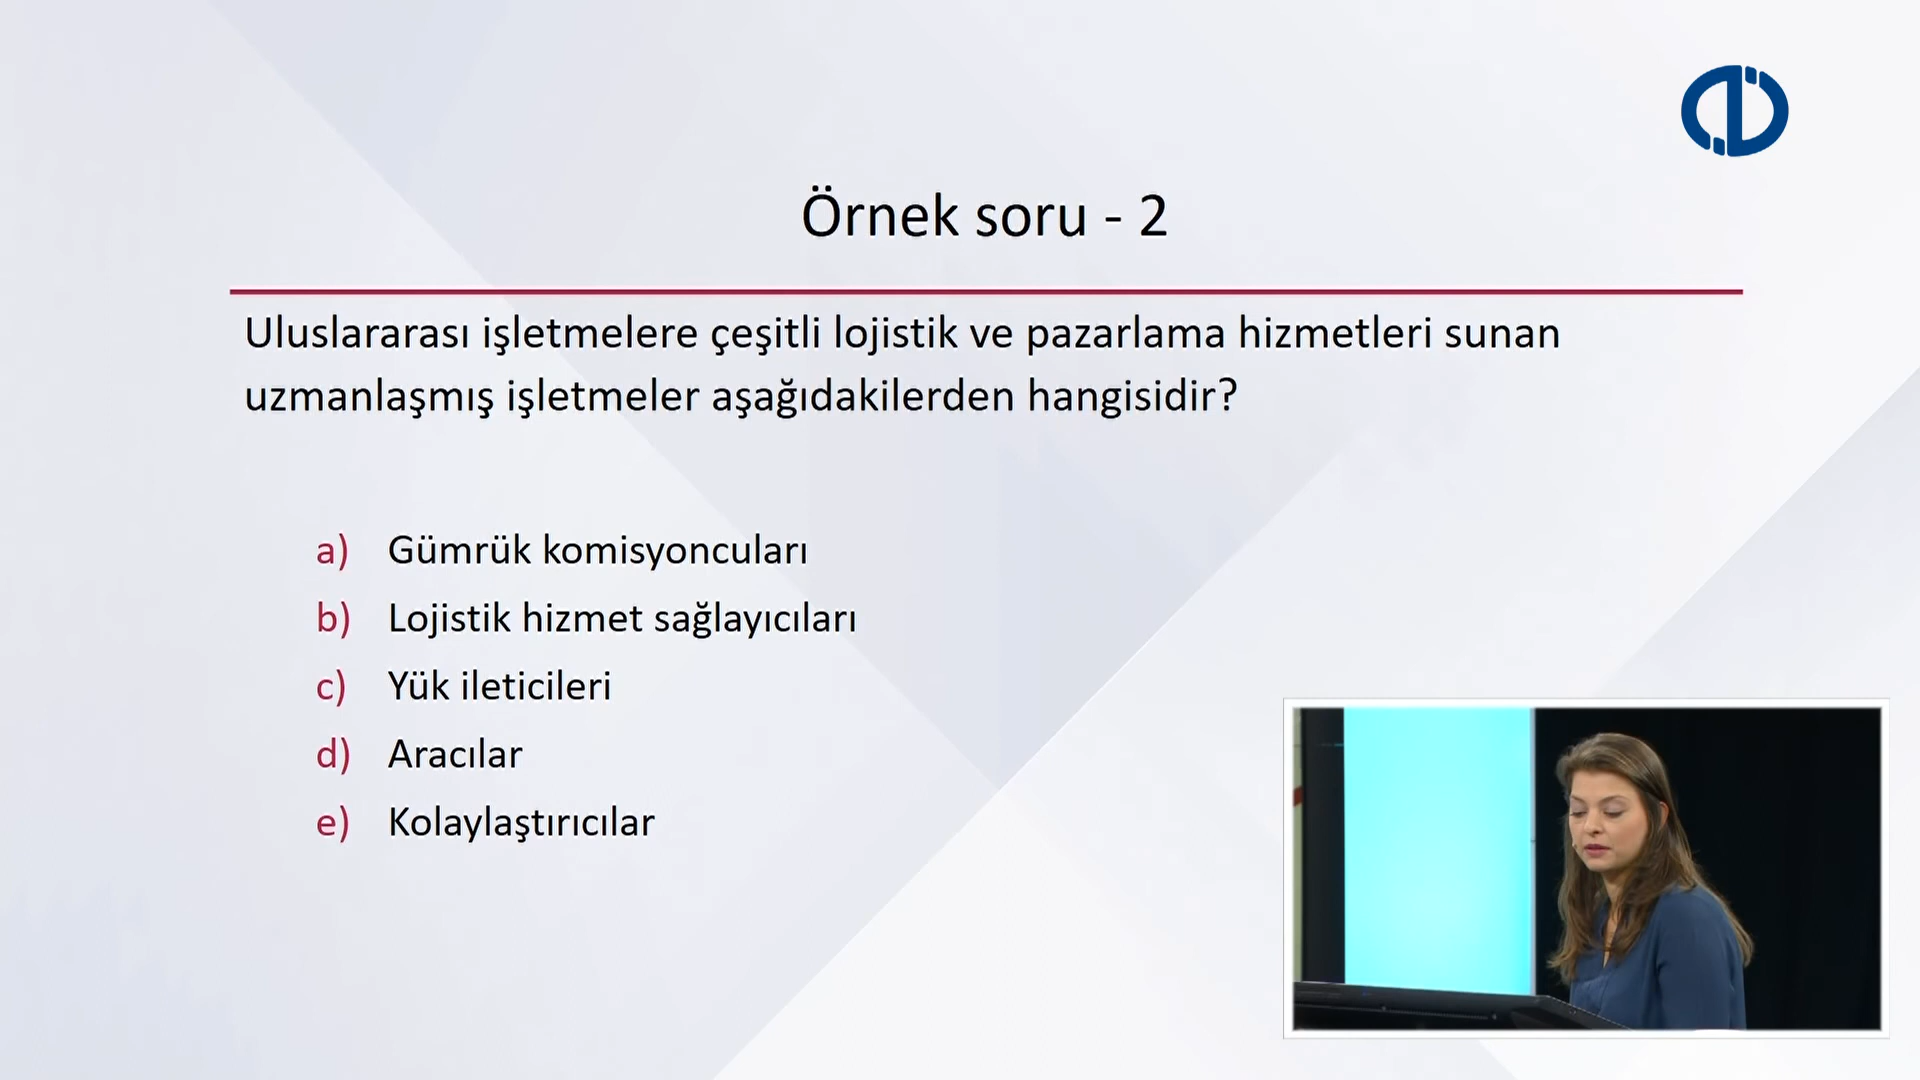 Örnek soru - 2
Uluslararası işletmelere çeşitli lojistik ve pazarlama hizmetleri sunan
uzmanlaşmış işletmeler aşağıdakilerden hangisidir?
a) Gümrük komisyoncuları
b) Lojistik hizmet sağlayıcıları
c) Yük ileticileri
d) Aracılar
e) Kolaylaştırıcılar